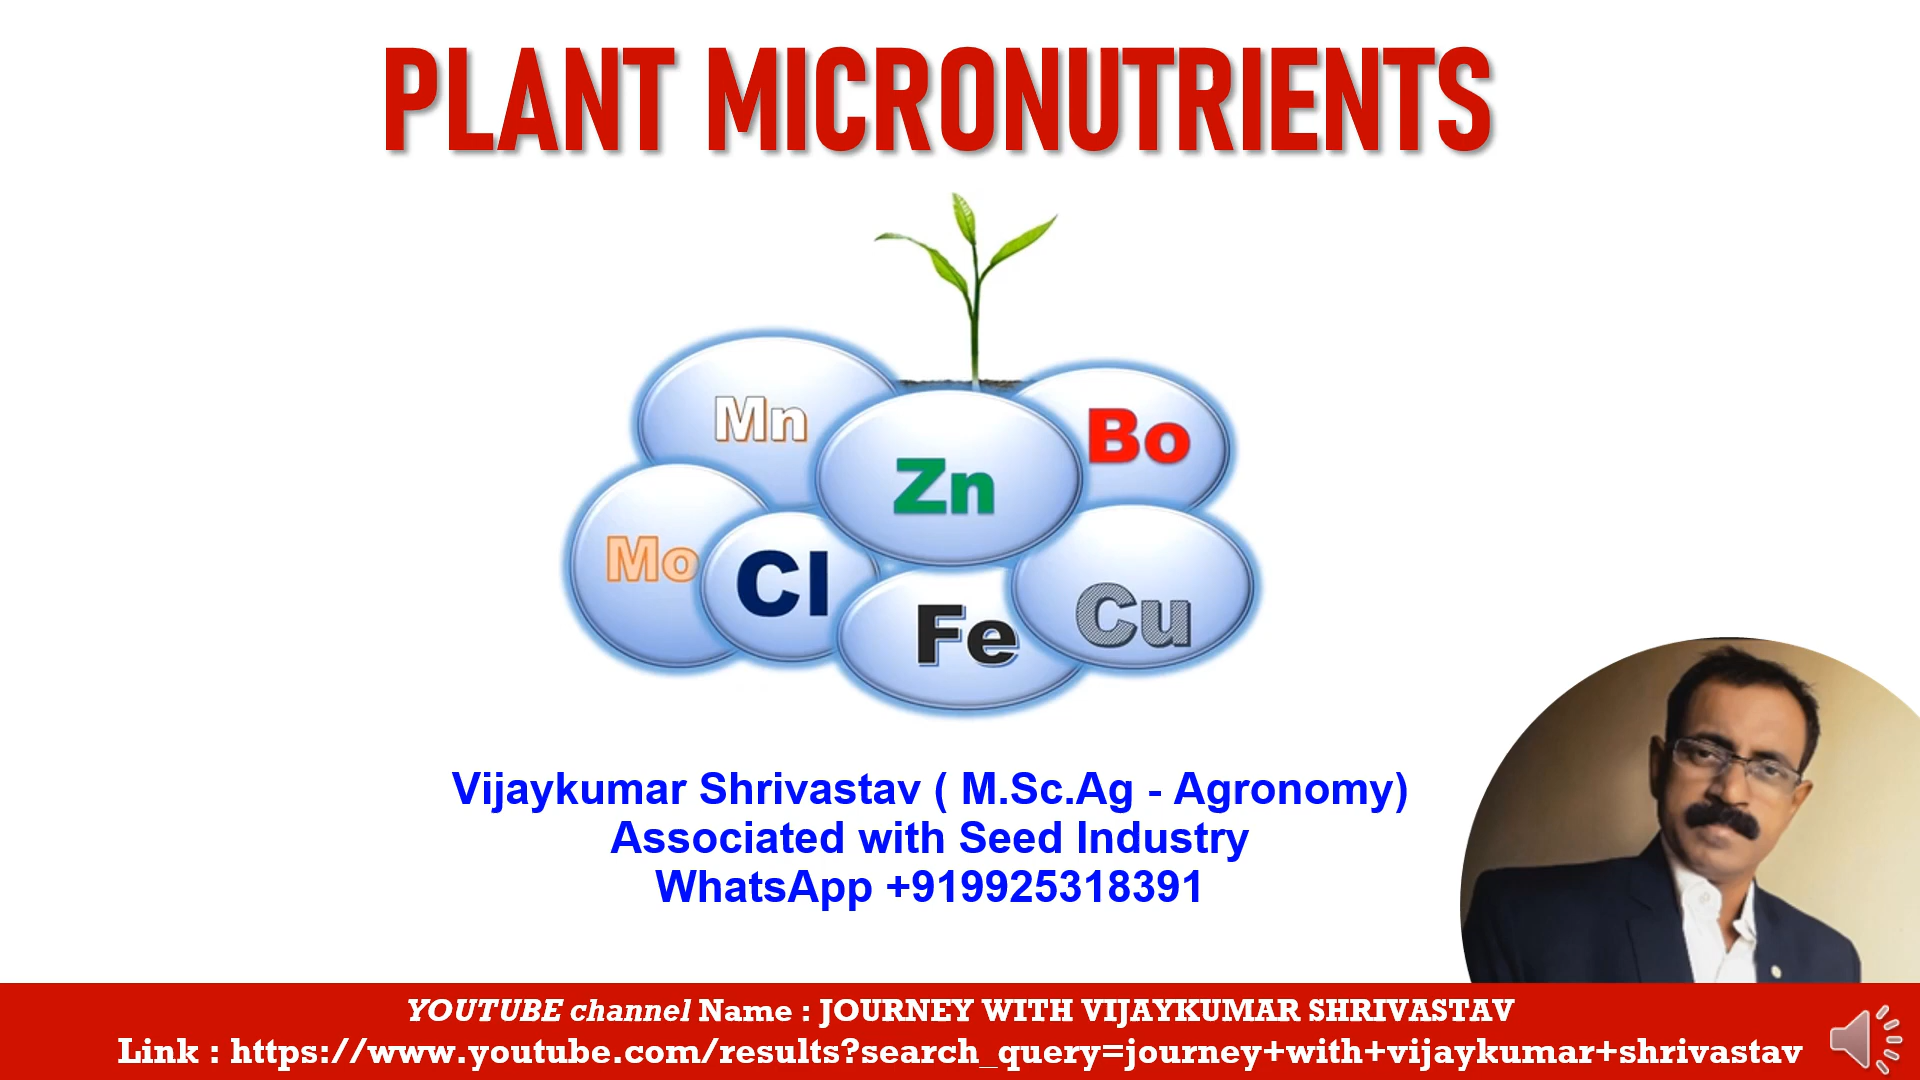 PLANT MICRONUTRIENTS
Mn
Bo
Zn
Mo
Cl
Fe
Cu
Vijaykumar Shrivastav ( M.Sc.Ag - Agronomy)
Associated with Seed Industry
WhatsApp +919925318391
YOUTUBE channel Name : JOURNEY WITH VIJAYKUMAR SHRIVASTAV
Link : https://www.youtube.com/results?search_query=journey+with+vijaykumar+shrivastav